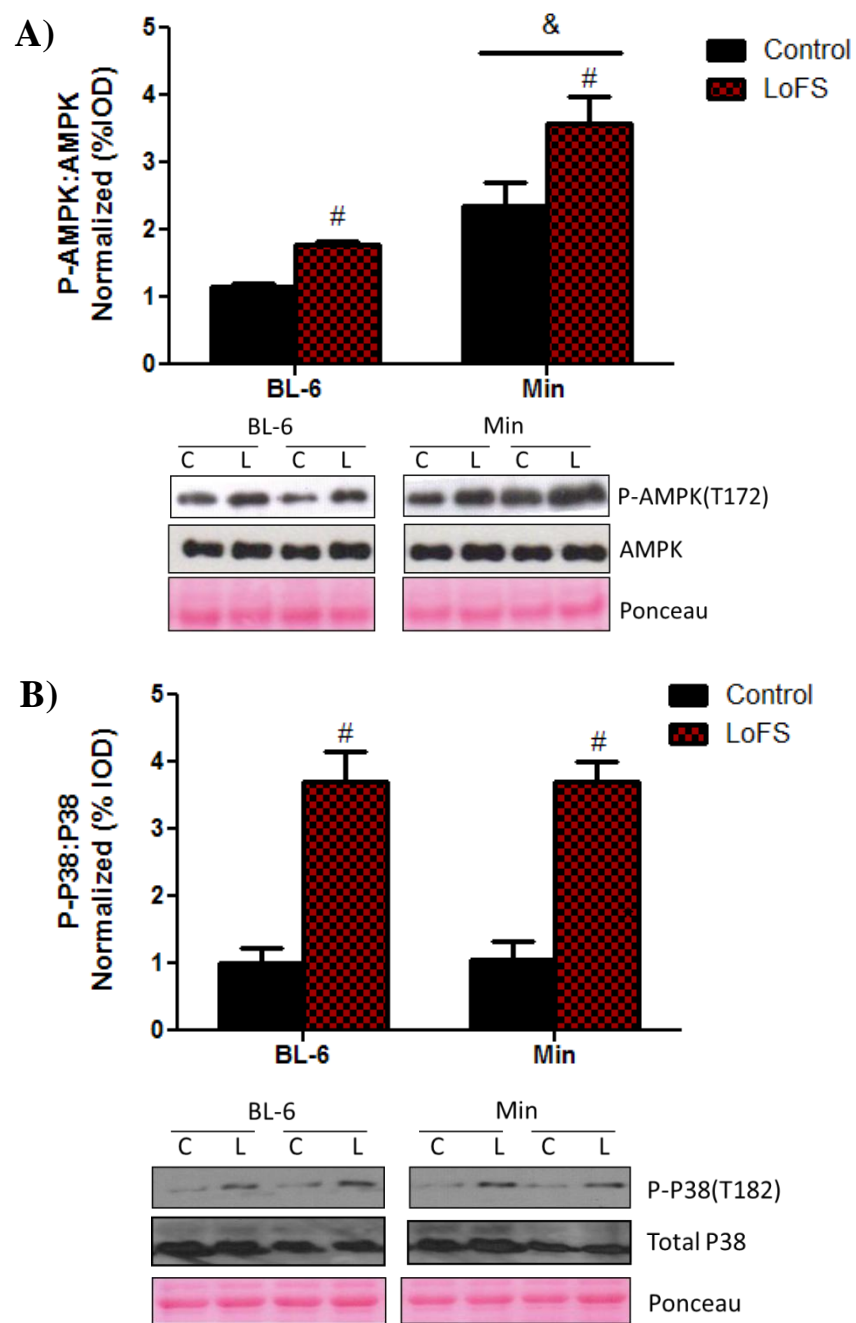 A)
P-AMPK:AMPK
Normalized (%IOD)
5
4
3
2
1
0
&
#
#
Control
LoFS
BL-6 Min
BL-6 Min
C L C L C L C L
P-AMPK(T172)
AMPK
Ponceau
B)
P-P38:P38
Normalized (% IOD)
5
4
3
2
1
0
# #
Control
LoFS
BL-6 Min
BL-6 Min
C L C L C L C L
P-P38(T182)
Total P38
Ponceau